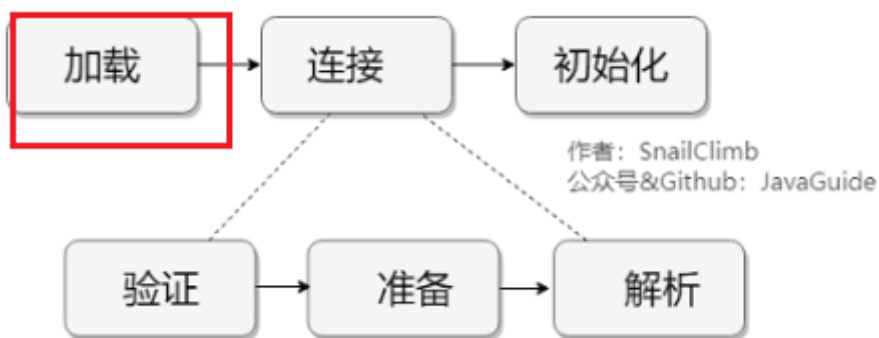 加载
连接
初始化
作者：SnailClimb
公众号&Github：JavaGuide
验证
准备
解析